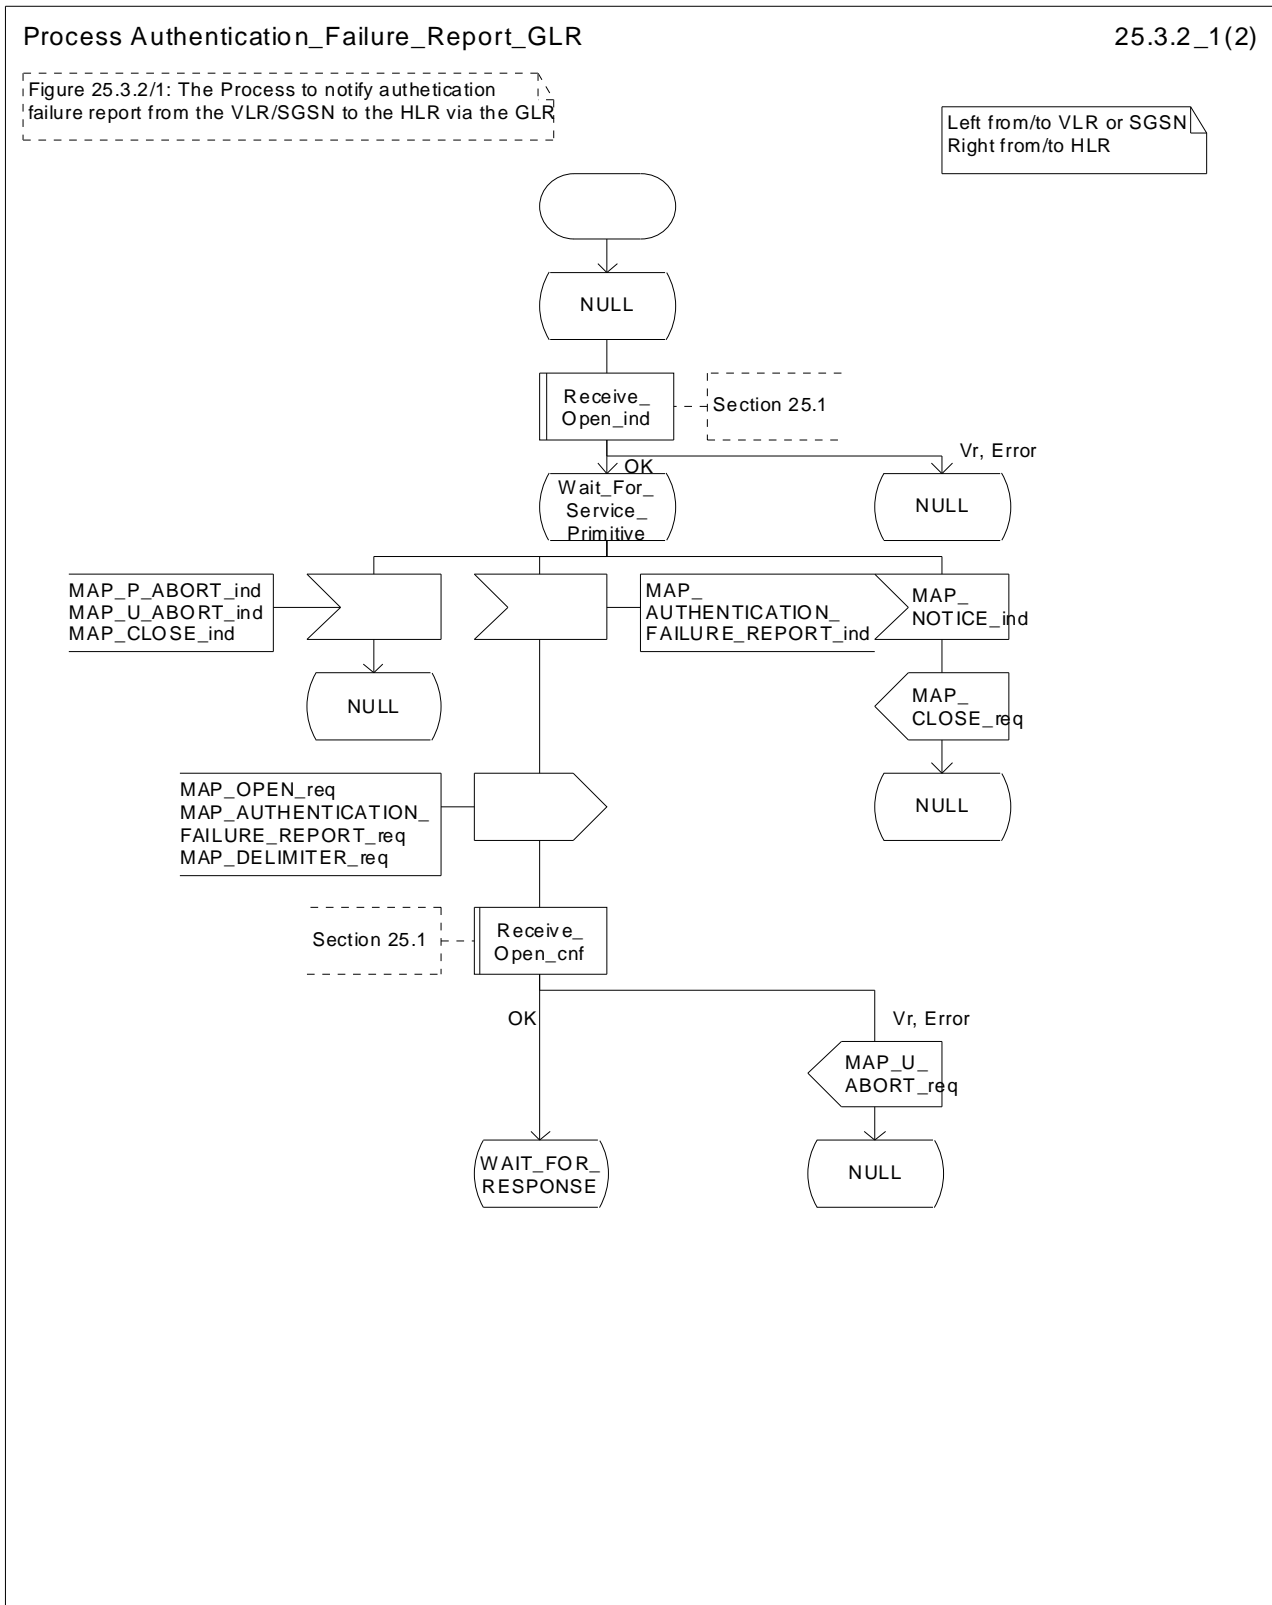 Process Authentication_Failure_Report_GLR
25.3.2_1(2)
Figure 25.3.2/1: The Process to notify authetication
failure report from the VLR/SGSN to the HLR via the GLR
Left from/to VLR or SGSN
Right from/to HLR
NULL
Receive_
Open_ind
Section 25.1
OK
Vr, Error
Wait_For_
Service_
Primitive
NULL
MAP_P_ABORT_ind
MAP_U_ABORT_ind
MAP_CLOSE_ind
MAP_
AUTHENTICATION_
FAILURE_REPORT_ind
MAP_
NOTICE_ind
NULL
MAP_
CLOSE_req
MAP_OPEN_req
MAP_AUTHENTICATION_
FAILURE_REPORT_req
MAP_DELIMITER_req
NULL
Section 25.1
Receive_
Open_cnf
OK
Vr, Error
MAP_U_
ABORT_req
WAIT_FOR_
RESPONSE
NULL